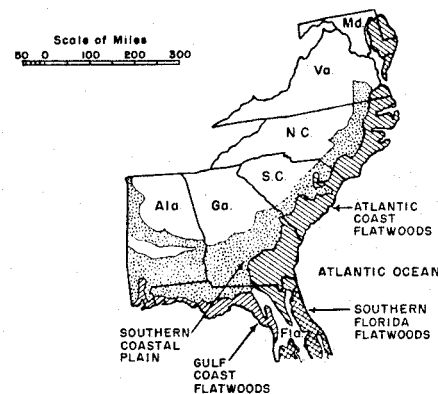 Scale of Miles
50 0 100 200 300
Md.
Va.
N.C.
S.C.
Ala.
Ga.
ATLANTIC
COAST
FLATWOODS
ATLANTIC OCEAN
SOUTHERN
FLORIDA
FLATWOODS
Fla.
SOUTHERN
COASTAL
PLAIN
GULF
COAST
FLATWOODS